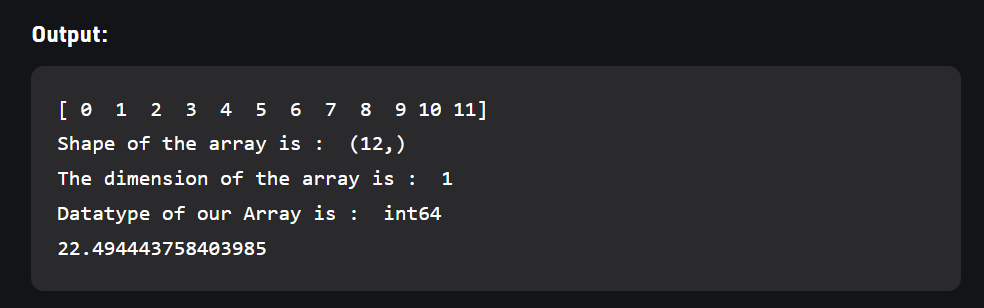 Output:
[ 0  1  2  3  4  5  6  7  8  9 10 11]
Shape of the array is :  (12,)
The dimension of the array is :  1
Datatype of our Array is :  int64
22.494443758403985